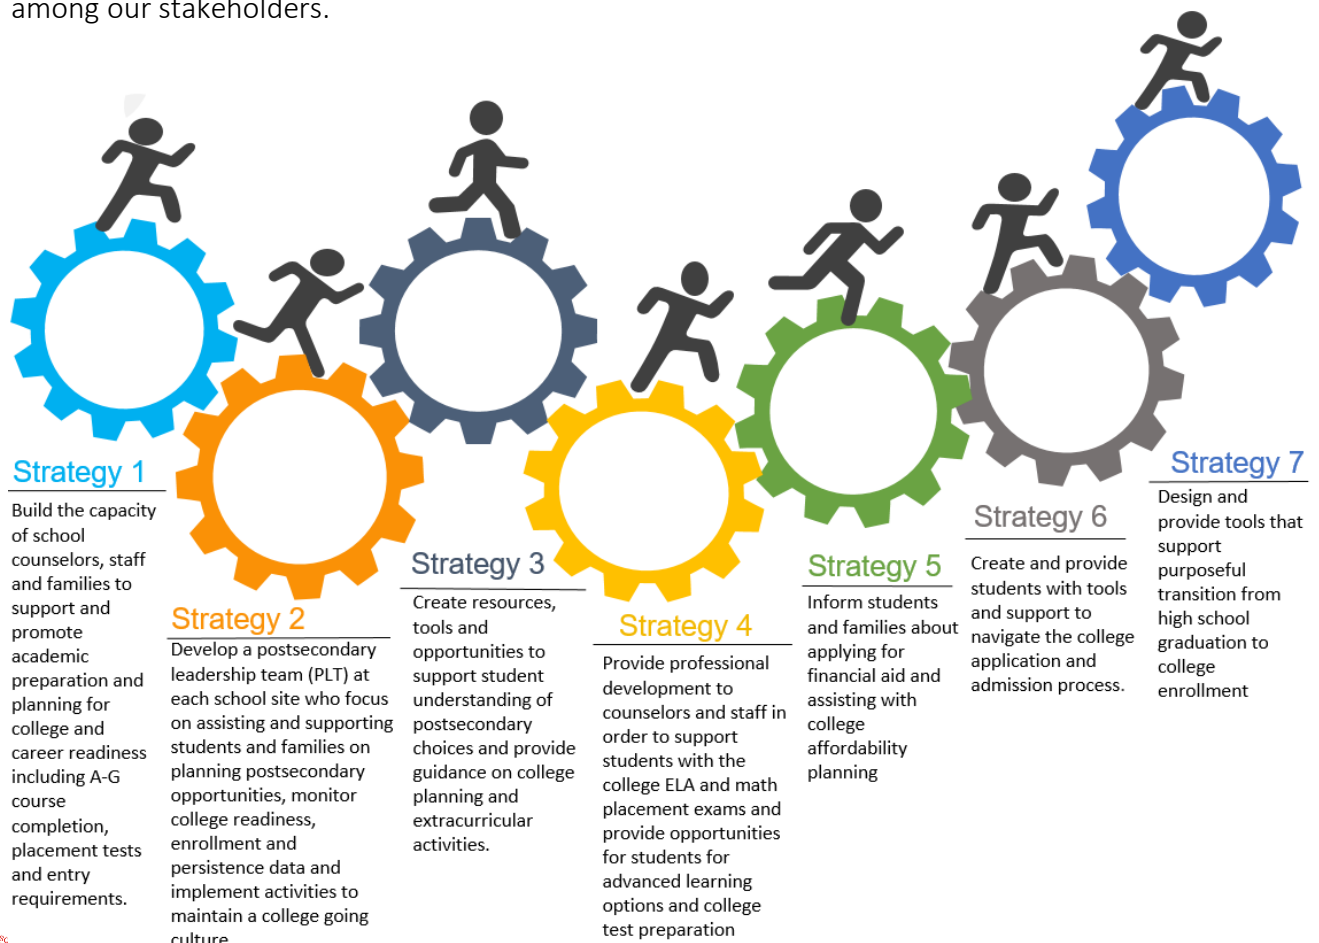 among our stakeholders.
Strategy 1
Build the capacity
of school
counselors, staff
and families to
support and
promote
academic
preparation and
planning for
college and
career readiness
including A-G
course
completion,
placement tests
and entry
requirements.
Strategy 2
Develop a postsecondary
leadership team (PLT) at
each school site who focus
on assisting and supporting
students and families on
planning postsecondary
opportunities, monitor
college readiness,
enrollment and
persistence data and
implement activities to
maintain a college going
culture
Strategy 3
Create resources,
tools and
opportunities to
support student
understanding of
postsecondary
choices and provide
guidance on college
planning and
extracurricular
activities.
Strategy 4
Provide professional
development to
counselors and staff in
order to support
students with the
college ELA and math
placement exams and
provide opportunities
for students for
advanced learning
options and college
test preparation
Strategy 5
Inform students
and families about
applying for
financial aid and
assisting with
college
affordability
planning
Strategy 6
Create and provide
students with tools
and support to
navigate the college
application and
admission process.
Strategy 7
Design and
provide tools that
support
purposeful
transition from
high school
graduation to
college
enrollment